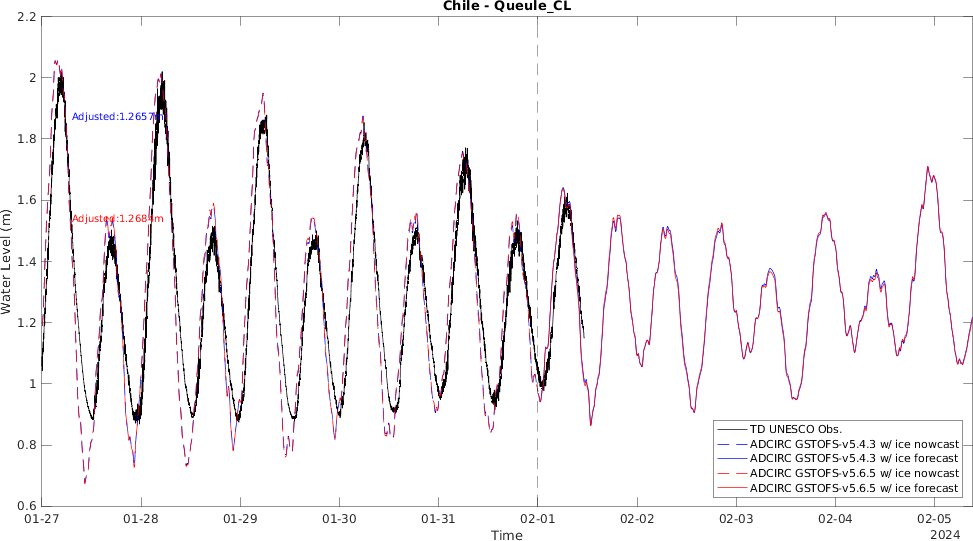 Chile - Queule_CL
2.2
2
1.8
1.6
1.4
1.2
1
0.8
0.6
Water Level (m)
Adjusted:1.2657m
Adjusted:1.2684m
TD UNESCO Obs.
ADCIRC GSTOFS-v5.4.3 w/ ice nowcast
ADCIRC GSTOFS-v5.4.3 w/ ice forecast
ADCIRC GSTOFS-v5.6.5 w/ ice nowcast
ADCIRC GSTOFS-v5.6.5 w/ ice forecast
01-27 01-28 01-29 01-30 01-31 02-01 02-02 02-03 02-04 02-05
Time
2024